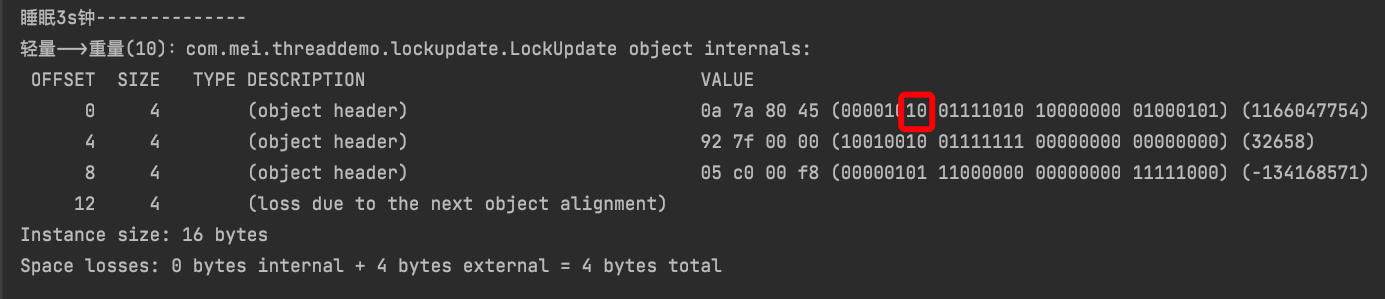 睡眠3s钟--------------
轻量——>重量(10)：com.mei.threaddemo.lockupdate.LockUpdate object internals:
OFFSET  SIZE   TYPE DESCRIPTION                               VALUE
0     4        (object header)                           0a 7a 80 45 (00001010 01111010 10000000 01000101) (1166047754)
4     4        (object header)                           92 7f 00 00 (10010010 01111111 00000000 00000000) (32658)
8     4        (object header)                           05 c0 00 f8 (00000101 11000000 00000000 11111000) (-134168571)
12     4        (loss due to the next object alignment)
Instance size: 16 bytes
Space losses: 0 bytes internal + 4 bytes external = 4 bytes total